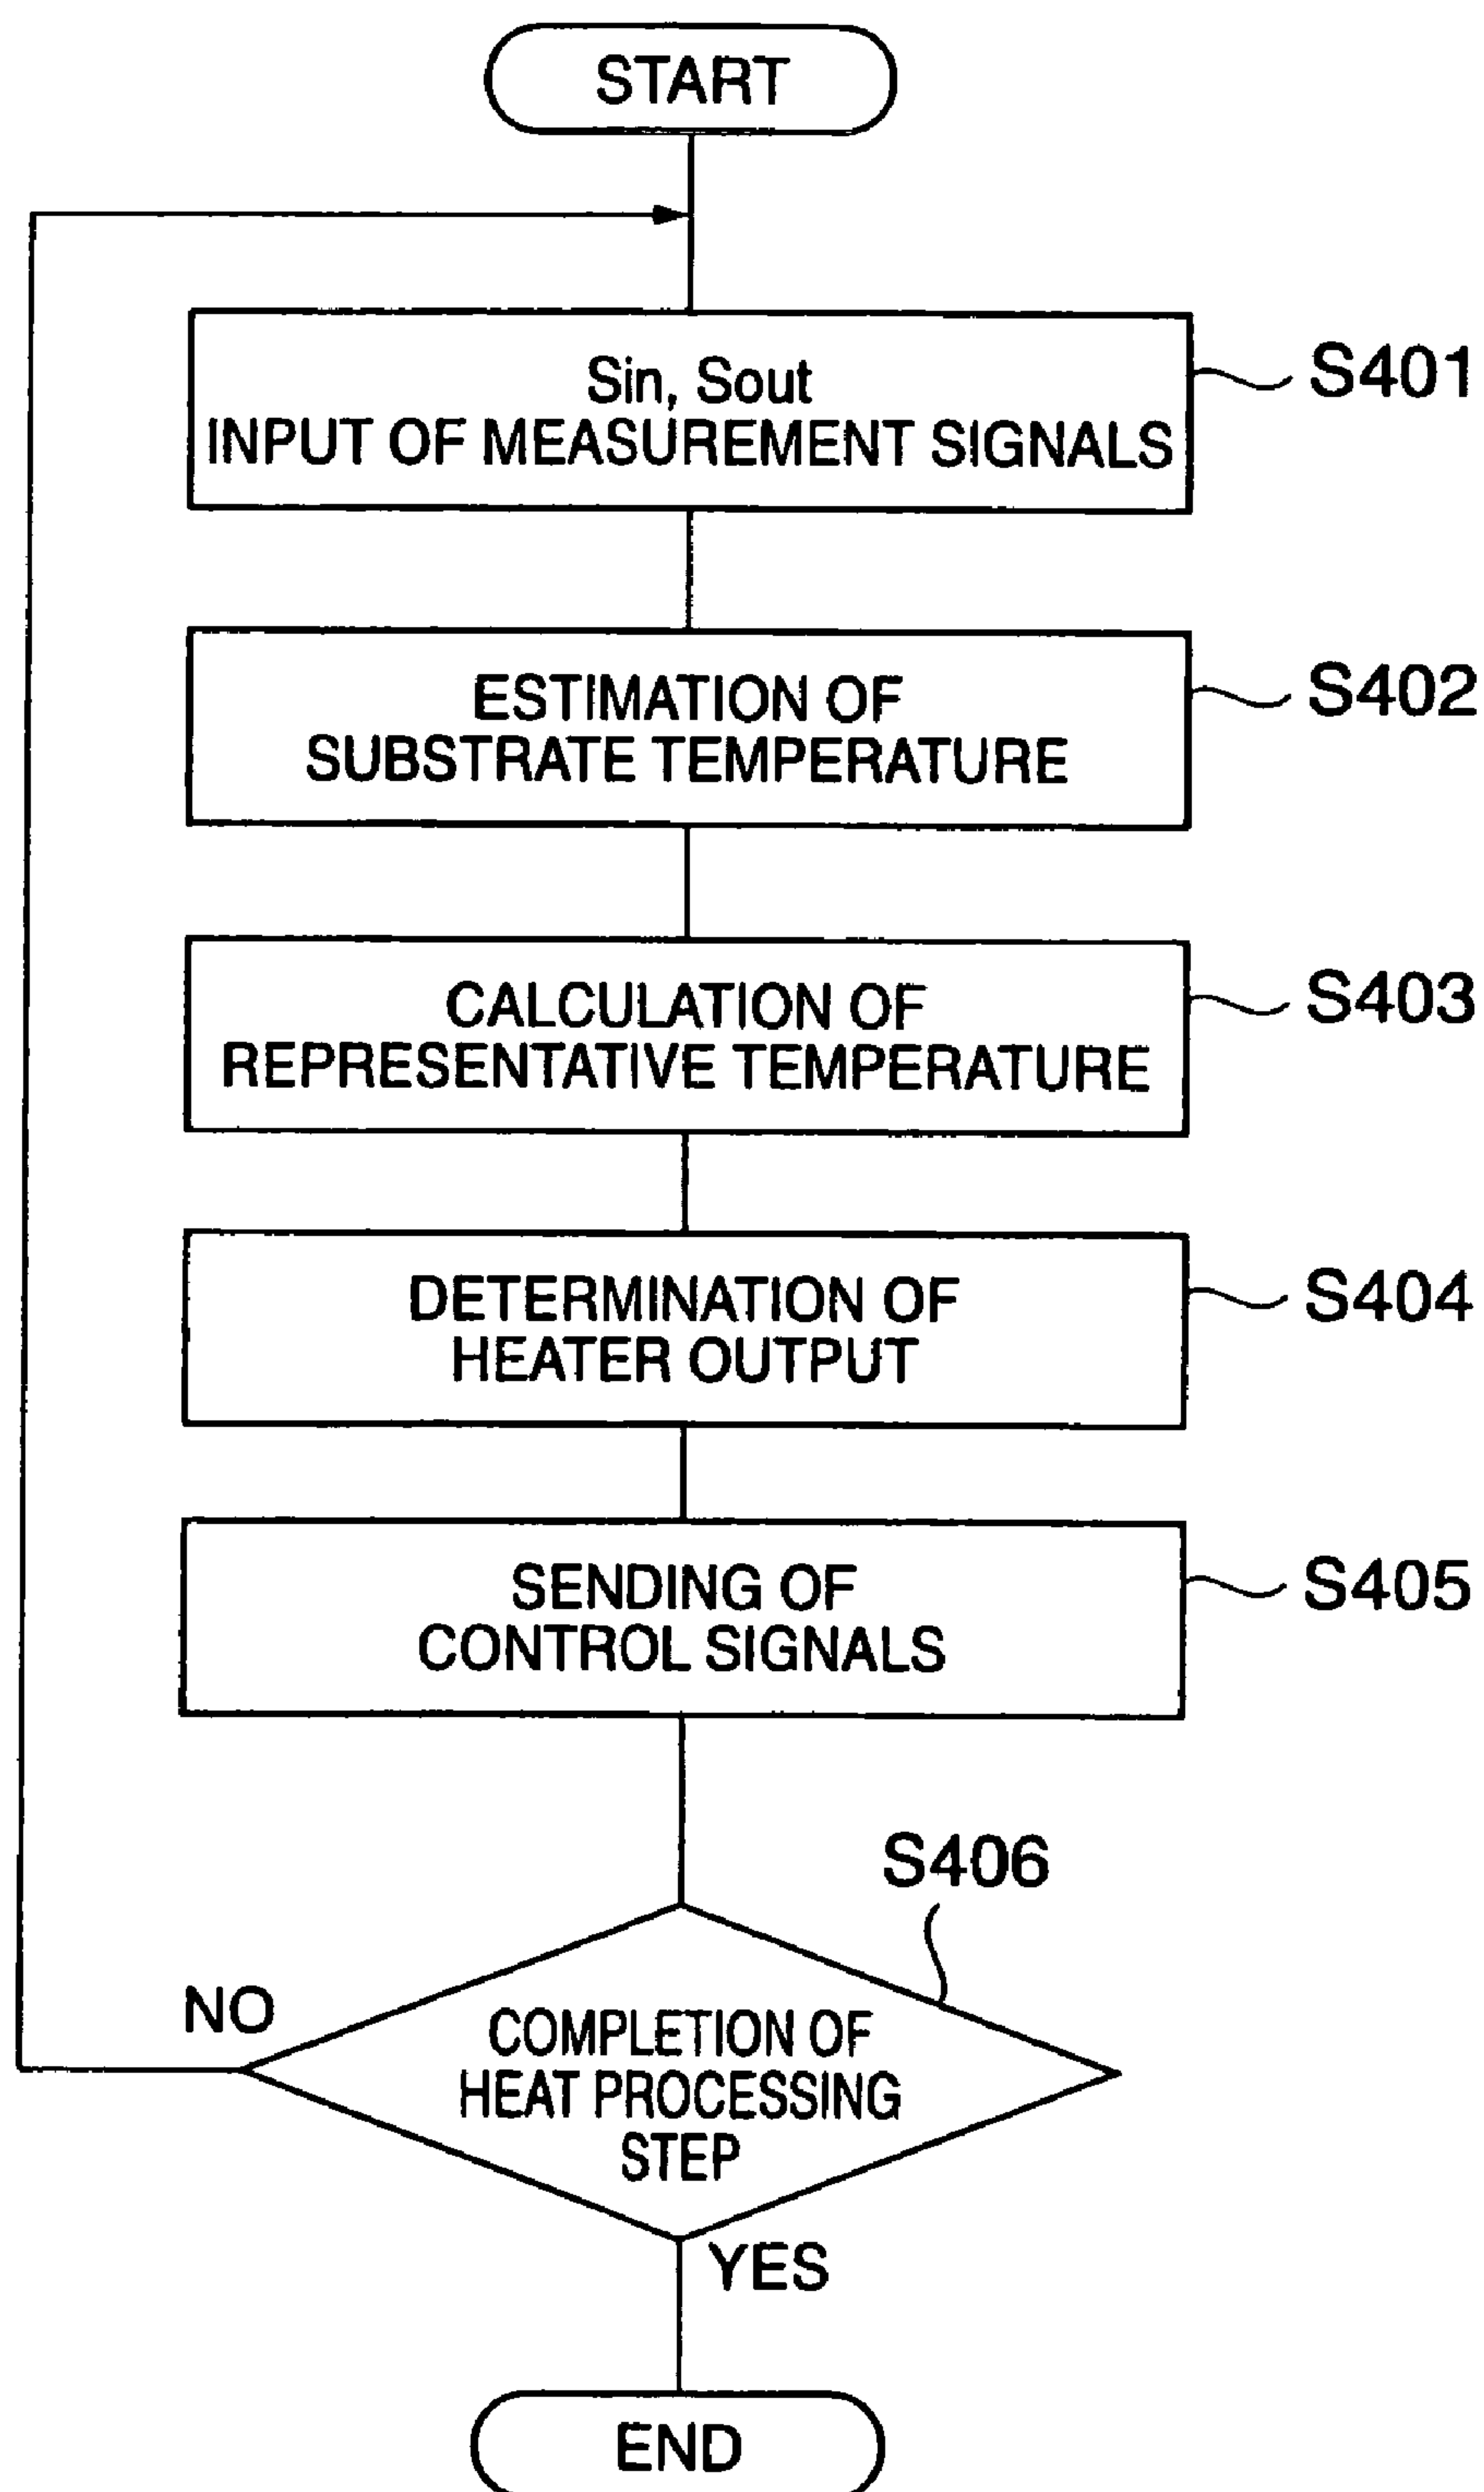 START
Sin, Sout
INPUT OF MEASUREMENT SIGNALS
S401
ESTIMATION OF
SUBSTRATE TEMPERATURE
S402
CALCULATION OF
REPRESENTATIVE TEMPERATURE
S403
DETERMINATION OF
HEATER OUTPUT
S404
SENDING OF
CONTROL SIGNALS
S405
S406
NO
COMPLETION OF
HEAT PROCESSING
STEP
YES
END